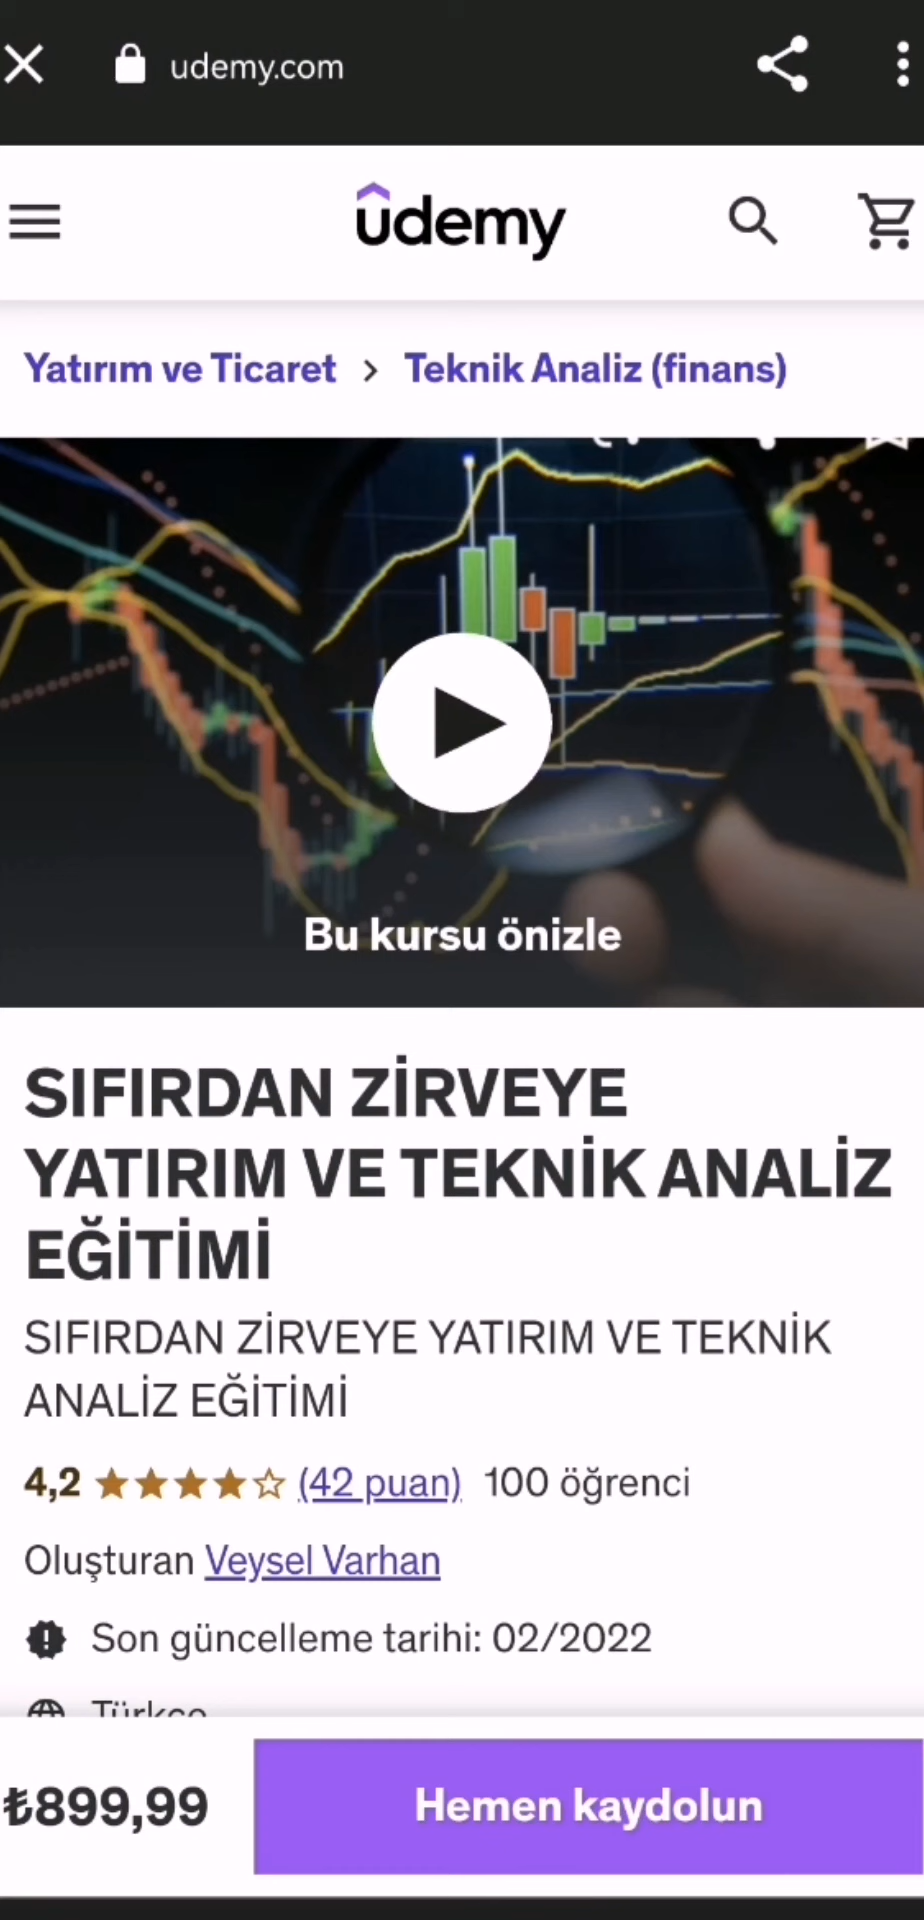 udemy.com
udemy
Yatırım ve Ticaret > Teknik Analiz (finans)
Bu kursu önizle
SIFIRDAN ZİRVEYE
YATIRIM VE TEKNİK ANALİZ
EĞİTİMİ
SIFIRDAN ZİRVEYE YATIRIM VE TEKNİK
ANALİZ EĞİTİMİ
4,2 (42 puan) 100 öğrenci
Oluşturan Veysel Varhan
Son güncelleme tarihi: 02/2022
Türkçe
₺899,99 Hemen kaydolun